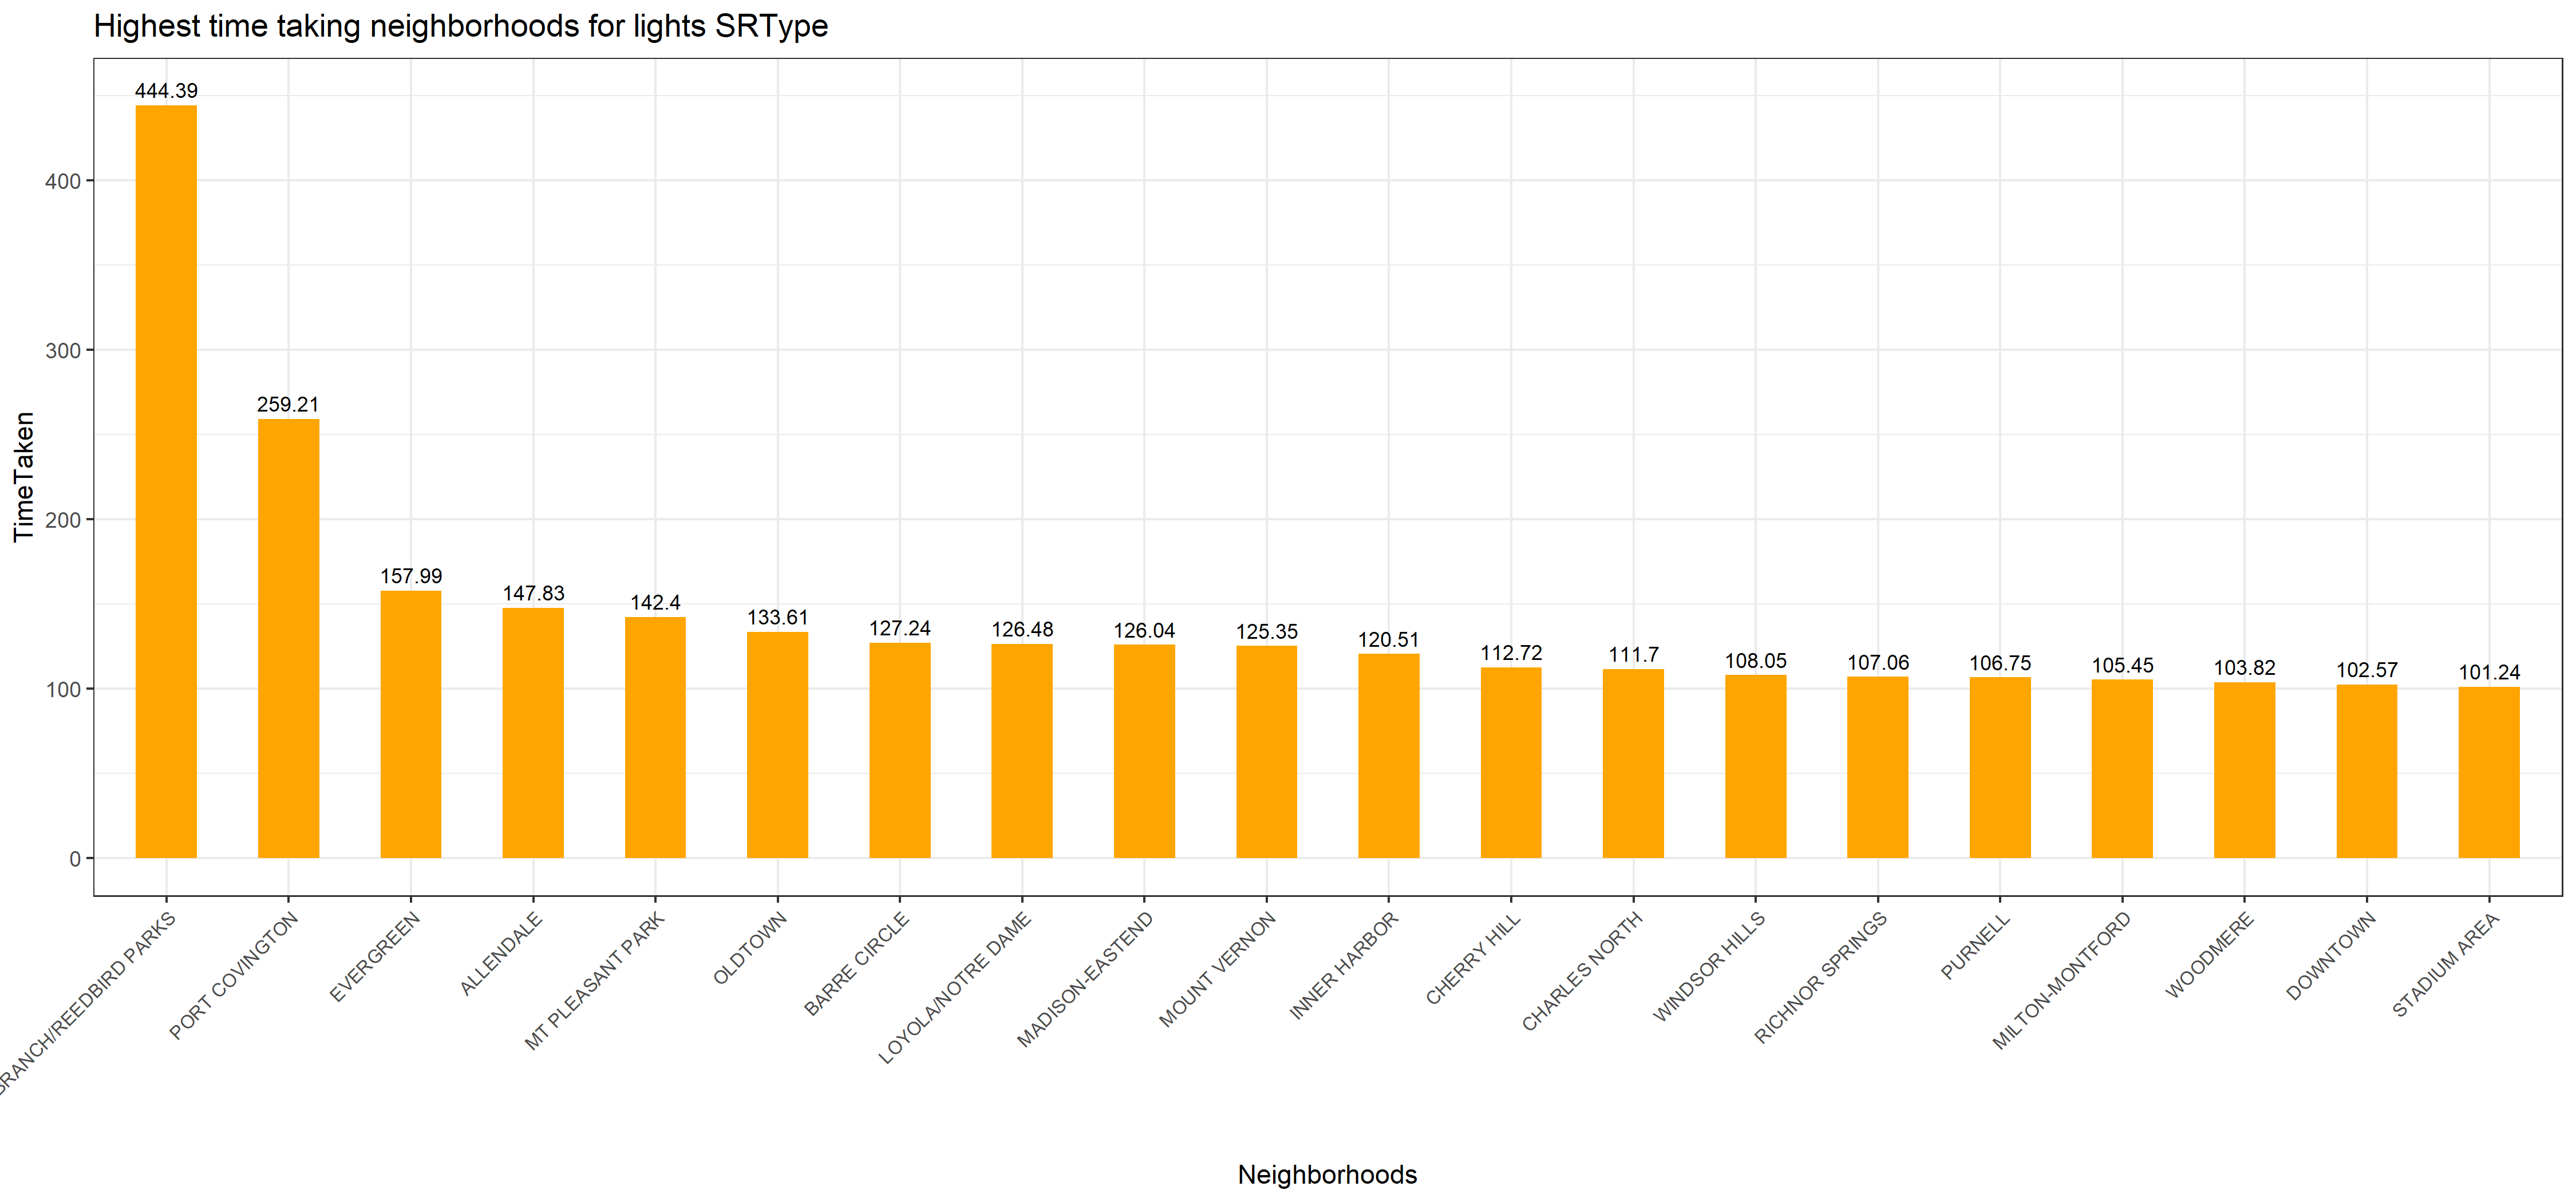 Highest time taking neighborhoods for lights SRType
444.39
259.21
157.99
147.83
142.4
133.61
127.24
126.48
126.04
125.35
120.51
112.72
111.7
108.05
107.06
106.75
105.45
103.82
102.57
101.24
400
300
200
100
0
TimeTaken
BRANCH/REEDBIRD PARKS
PORT COVINGTON
EVERGREEN
ALLENDALE
MT PLEASANT PARK
OLDTOWN
BARRE CIRCLE
LOYOLA/NOTRE DAME
MADISON-EASTEND
MOUNT VERNON
INNER HARBOR
CHERRY HILL
CHARLES NORTH
WINDSOR HILLS
RICHNOR SPRINGS
PURNELL
MILTON-MONTFORD
WOODMERE
DOWNTOWN
STADIUM AREA
Neighborhoods